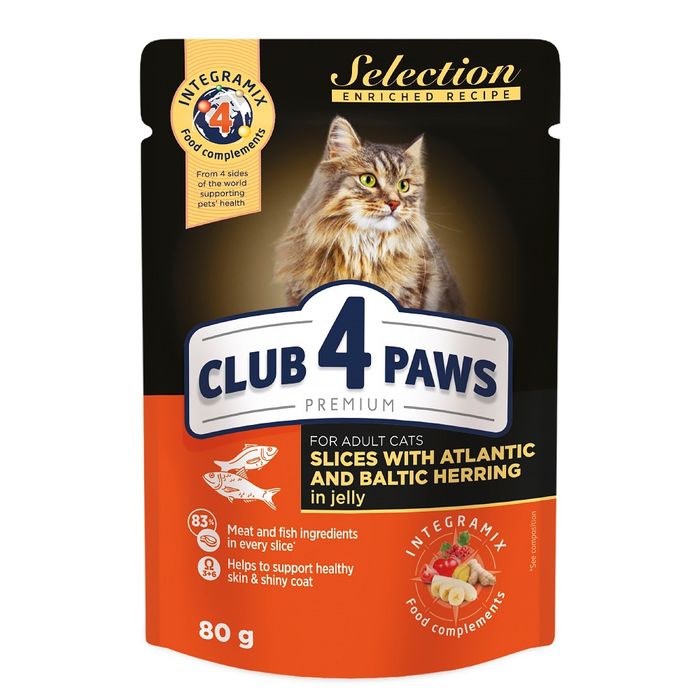 INTEGRAMIX
4
Food complements
From 4 sides
of the world
supporting
pets' health
Selection
ENRICHED RECIPE
CLUB 4 PAWS
PREMIUM
FOR ADULT CATS
SLICES WITH ATLANTIC
AND BALTIC HERRING
in jelly
83%
Meat and fish ingredients
in every slice*
Ω
3+6
Helps to support healthy
skin & shiny coat
80 g
INTEGRAMIX
Food complements
*See composition